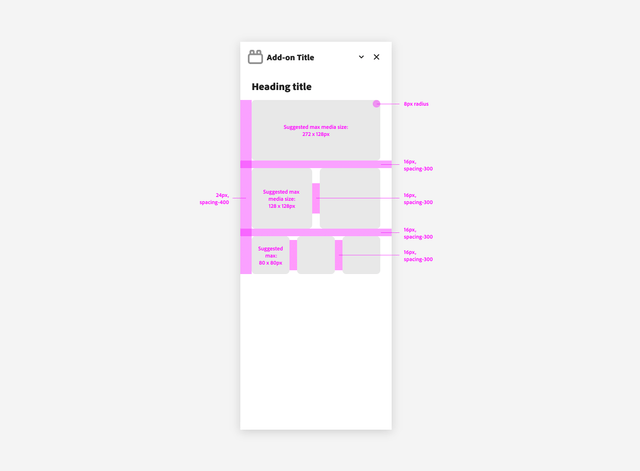 Add-on Title
Heading title
8px radius
Suggested max media size:
272 x 128px
16px,
spacing-300
24px,
spacing-400
Suggested max
media size:
128 x 128px
16px,
spacing-300
16px,
spacing-300
Suggested
max:
80 x 80px
16px,
spacing-300